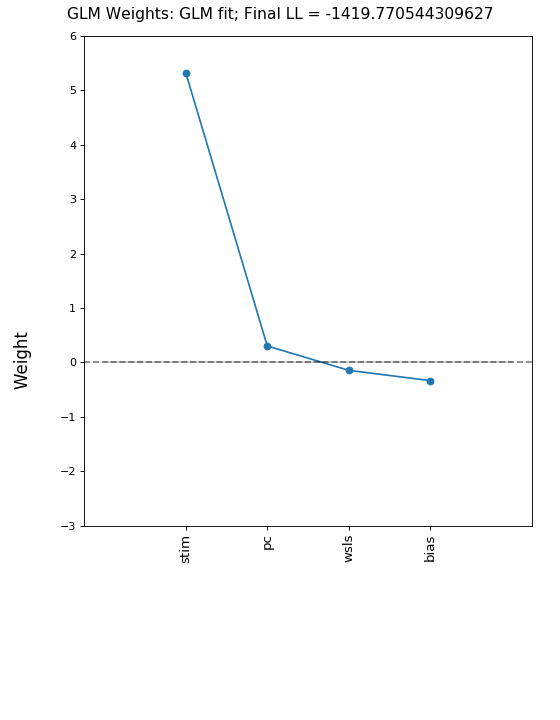 GLM Weights: GLM fit; Final LL = -1419.770544309627
6
5
4
3
2
1
0
−1
−2
−3
Weight
stim
pc
wsls
bias